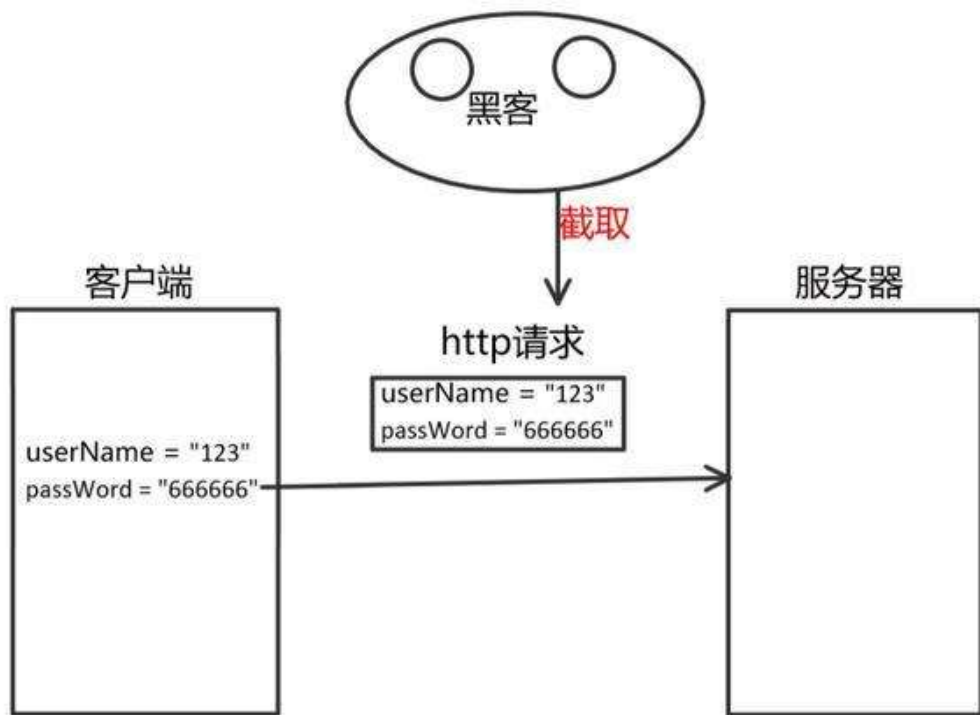 黑客
截取
客户端
服务器
http请求
userName = "123"
passWord = "666666"
userName = "123"
passWord = "666666"